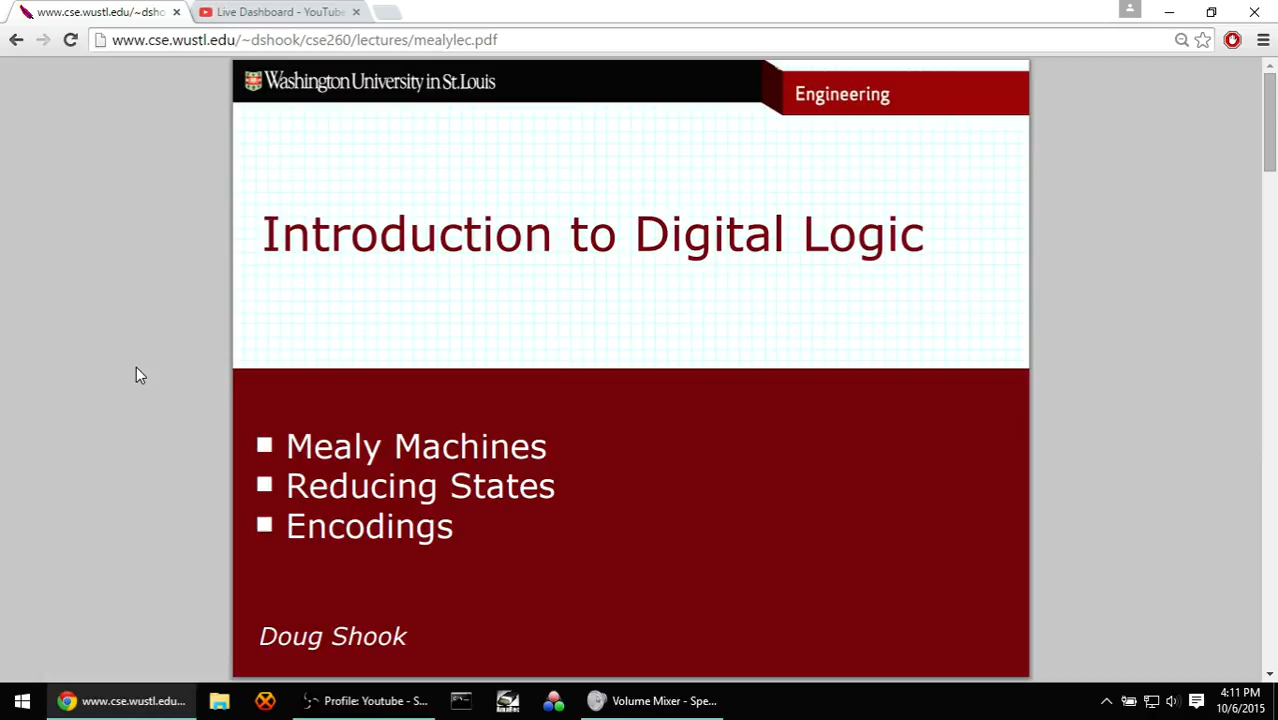 www.cse.wustl.edu/~dsho
Live Dashboard - YouTube
www.cse.wustl.edu/~dshook/cse260/lectures/mealylec.pdf
Washington University in St.Louis
Engineering
Introduction to Digital Logic
Mealy Machines
Reducing States
Encodings
Doug Shook
www.cse.wustl.edu...
Profile: Youtube - S...
Volume Mixer - Spe...
4:11 PM
10/6/2015